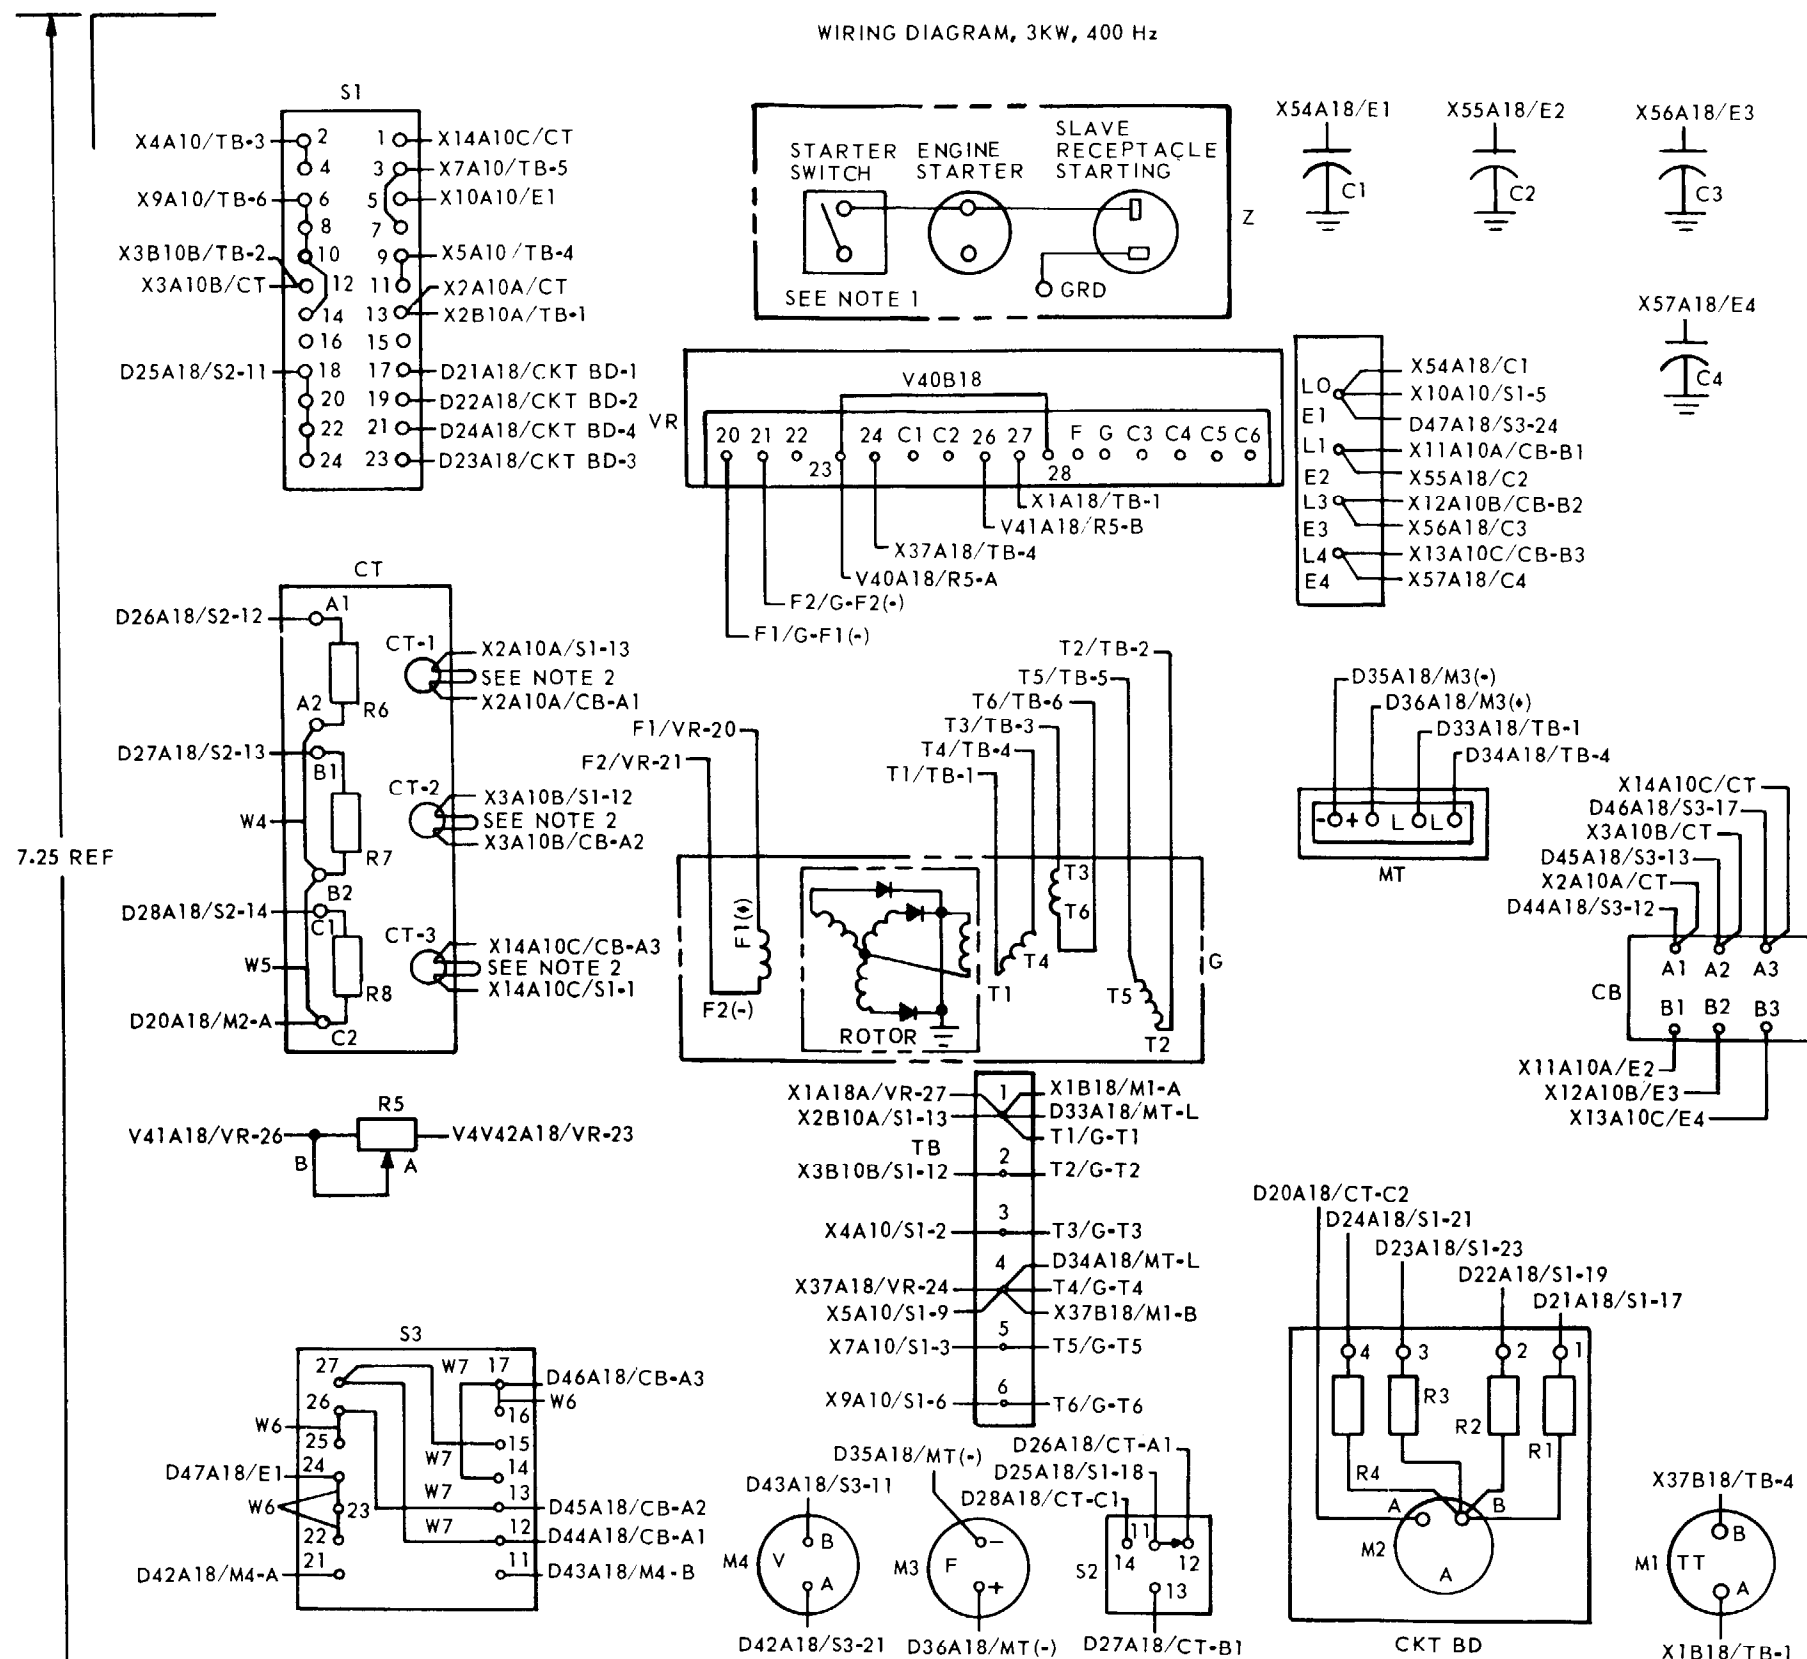 WIRING DIAGRAM, 3KW, 400 Hz
7.25 REF
S1
X4A10/TB-3
2
4
X9A10/TB-6
6
8
X3B10B/TB-2
10
X3A10B/CT
12
14
16
D25A18/S2-11
18
20
22
24
1
X14A10C/CT
3
X7A10/TB-5
5
X10A10/E1
7
9
X5A10/TB-4
11
X2A10A/CT
13
X2B10A/TB-1
15
17
D21A18/CKT BD-1
19
D22A18/CKT BD-2
21
D24A18/CKT BD-4
23
D23A18/CKT BD-3
STARTER
SWITCH
ENGINE
STARTER
SLAVE
RECEPTACLE
STARTING
Z
SEE NOTE 1
GRD
X54A18/E1
C1
X55A18/E2
C2
X56A18/E3
C3
X57A18/E4
C4
VR
V40B18
20 21 22 23 24 C1 C2 26 27 28 F G C3 C4 C5 C6
X1A18/TB-1
V41A18/R5-B
X37A18/TB-4
V40A18/R5-A
F2/G-F2(-)
F1/G-F1(-)
LO
E1
L1
E2
L3
E3
L4
E4
X54A18/C1
X10A10/S1-5
D47A18/S3-24
X11A10A/CB-B1
X55A18/C2
X12A10B/CB-B2
X56A18/C3
X13A10C/CB-B3
X57A18/C4
CT
D26A18/S2-12
A1
R6
A2
D27A18/S2-13
B1
W4
R7
B2
D28A18/S2-14
C1
W5
R8
D20A18/M2-A
C2
CT-1
X2A10A/S1-13
SEE NOTE 2
X2A10A/CB-A1
CT-2
X3A10B/S1-12
SEE NOTE 2
X3A10B/CB-A2
CT-3
X14A10C/CB-A3
SEE NOTE 2
X14A10C/S1-1
F1/VR-20
F2/VR-21
T2/TB-2
T5/TB-5
T6/TB-6
T3/TB-3
T4/TB-4
T1/TB-1
F1(+)
F2(-)
ROTOR
T1
T4
T3
T6
T5
T2
G
D35A18/M3(-)
D36A18/M3(+)
D33A18/TB-1
D34A18/TB-4
- + L L
MT
X14A10C/CT
D46A18/S3-17
X3A10B/CT
D45A18/S3-13
X2A10A/CT
D44A18/S3-12
CB
A1 A2 A3
B1 B2 B3
X11A10A/E2
X12A10B/E3
X13A10C/E4
R5
V41A18/VR-26
V4V42A18/VR-23
B
A
TB
X1A18A/VR-27
X2B10A/S1-13
1
X1B18/M1-A
D33A18/MT-L
T1/G-T1
X3B10B/S1-12
2
T2/G-T2
X4A10/S1-2
3
T3/G-T3
X37A18/VR-24
X5A10/S1-9
4
D34A18/MT-L
T4/G-T4
X37B18/M1-B
X7A10/S1-3
5
T5/G-T5
X9A10/S1-6
6
T6/G-T6
S3
27
26
W6
25
D47A18/E1
24
W6
23
22
D42A18/M4-A
21
W7
17
D46A18/CB-A3
W6
16
15
W7
14
W7
13
D45A18/CB-A2
W7
12
D44A18/CB-A1
11
D43A18/M4-B
D43A18/S3-11
M4
V
B
A
D42A18/S3-21
D35A18/MT(-)
M3
F
-
+
D36A18/MT(-)
D26A18/CT-A1
D25A18/S1-18
D28A18/CT-C1
S2
14
11
12
13
D27A18/CT-B1
D20A18/CT-C2
D24A18/S1-21
D23A18/S1-23
D22A18/S1-19
D21A18/S1-17
4
3
2
1
R4
R3
R2
R1
A
B
M2
A
CKT BD
X37B18/TB-4
M1
TT
B
A
X1B18/TB-1